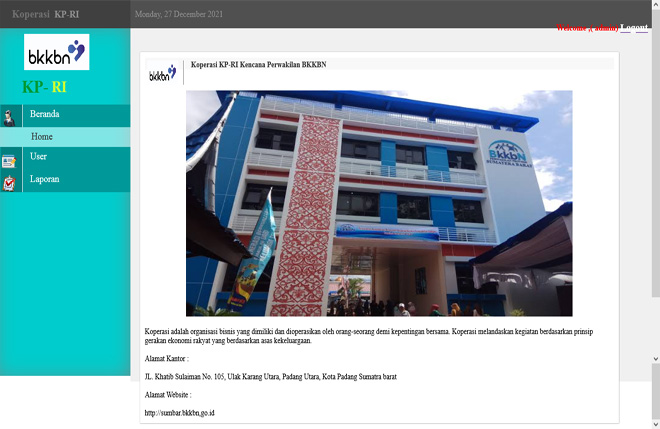 Koperasi KP-RI
Monday, 27 December 2021
Welcome ,( admin) Logout
bkkbn
KP- RI
Beranda
Home
User
Laporan
bkkbn
Koperasi KP-RI Kencana Perwakilan BKKBN
BkkbN
SUMATERA BARAT
Koperasi adalah organisasi bisnis yang dimiliki dan dioperasikan oleh orang-seorang demi kepentingan bersama. Koperasi melandaskan kegiatan berdasarkan prinsip
gerakan ekonomi rakyat yang berdasarkan asas kekeluargaan.
Alamat Kantor :
JL. Khatib Sulaiman No. 105, Ulak Karang Utara, Padang Utara, Kota Padang Sumatra barat
Alamat Website :
http://sumbar.bkkbn.go.id